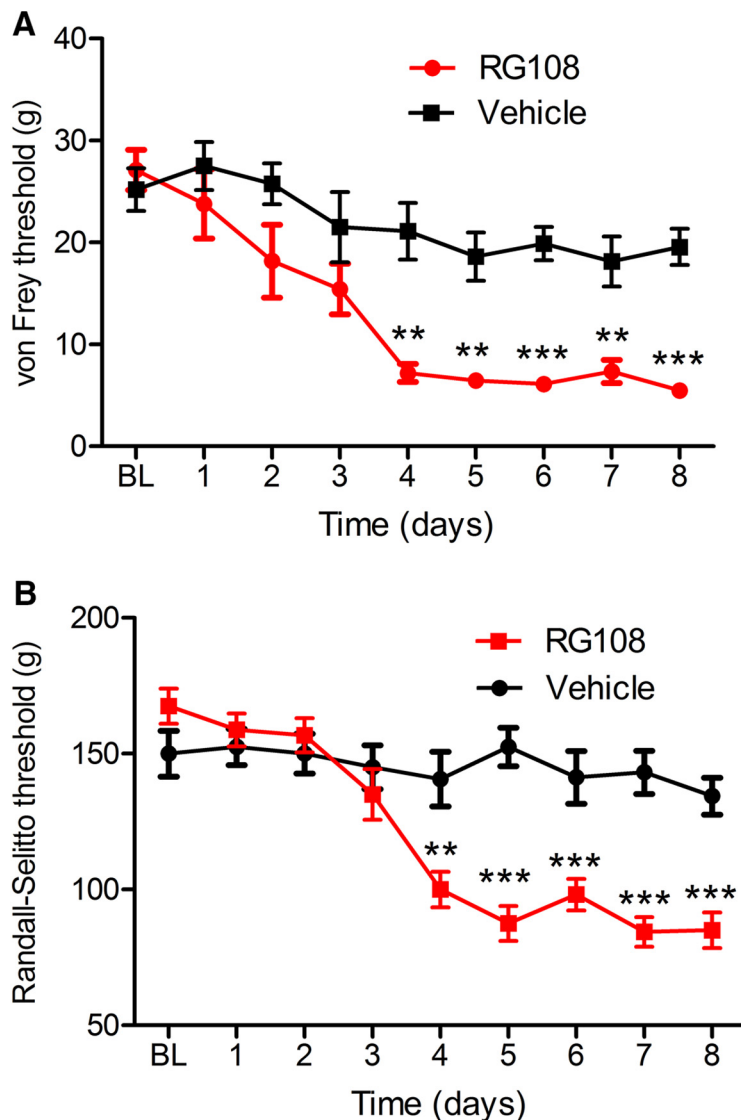 A
40
30
20
10
0
von Frey threshold (g)
RG108
Vehicle
** ** *** ** ***
BL 1 2 3 4 5 6 7 8
Time (days)
B
200
150
100
50
Randall-Selitto threshold (g)
RG108
Vehicle
** *** *** *** ***
BL 1 2 3 4 5 6 7 8
Time (days)